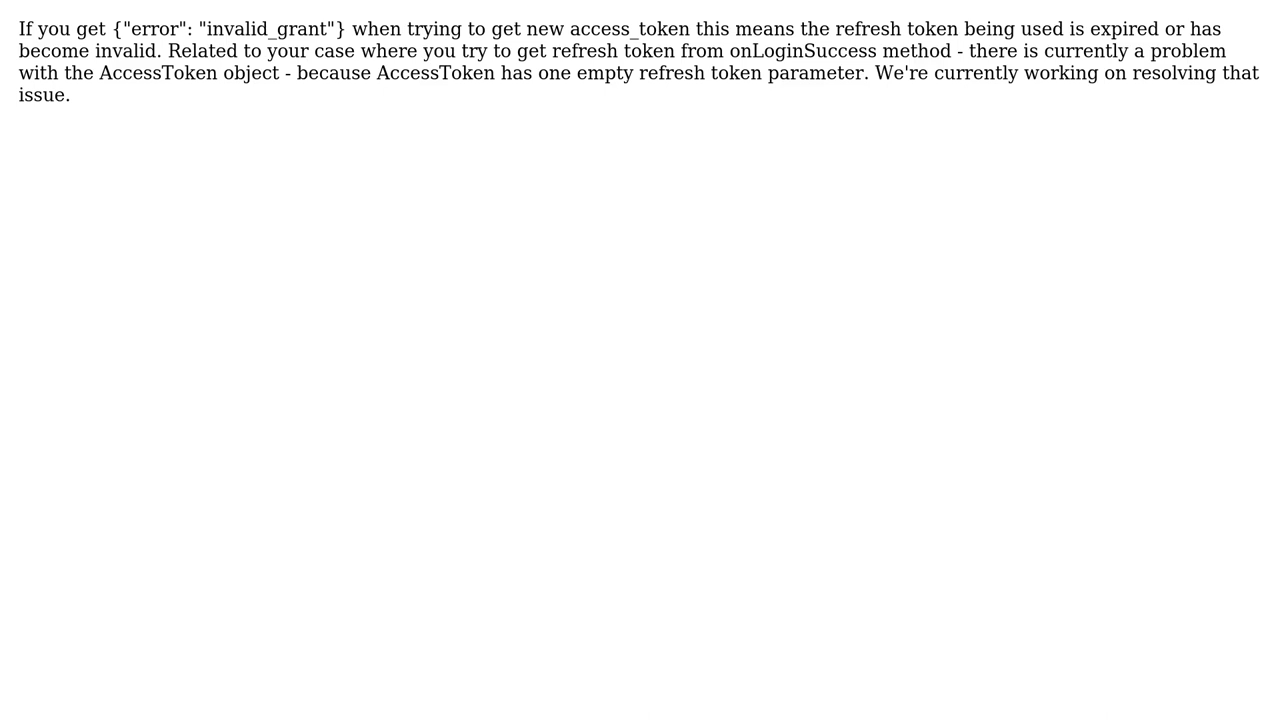 If you get {"error": "invalid_grant"} when trying to get new access_token this means the refresh token being used is expired or has
become invalid. Related to your case where you try to get refresh token from onLoginSuccess method - there is currently a problem
with the AccessToken object - because AccessToken has one empty refresh token parameter. We're currently working on resolving that
issue.